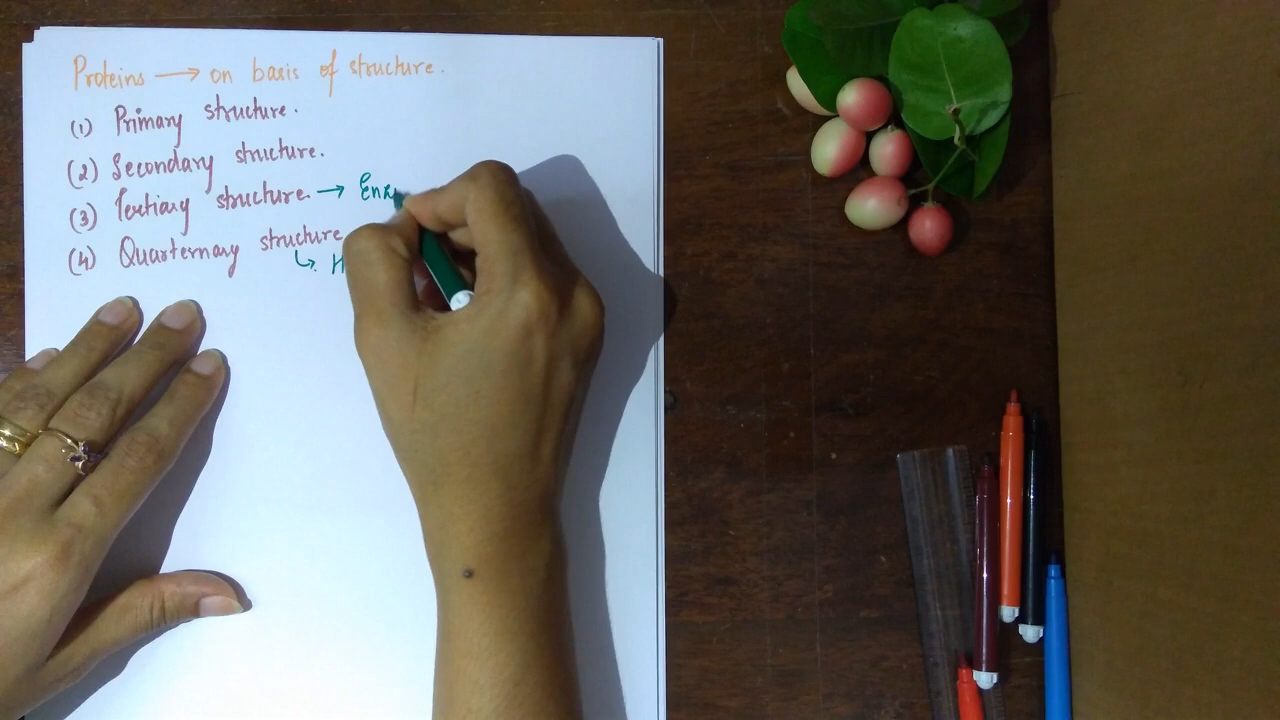 Proteins → on basis of structure.
(1) Primary structure.
(2) Secondary structure.
(3) Tertiary structure →
(4) Quarternary structure